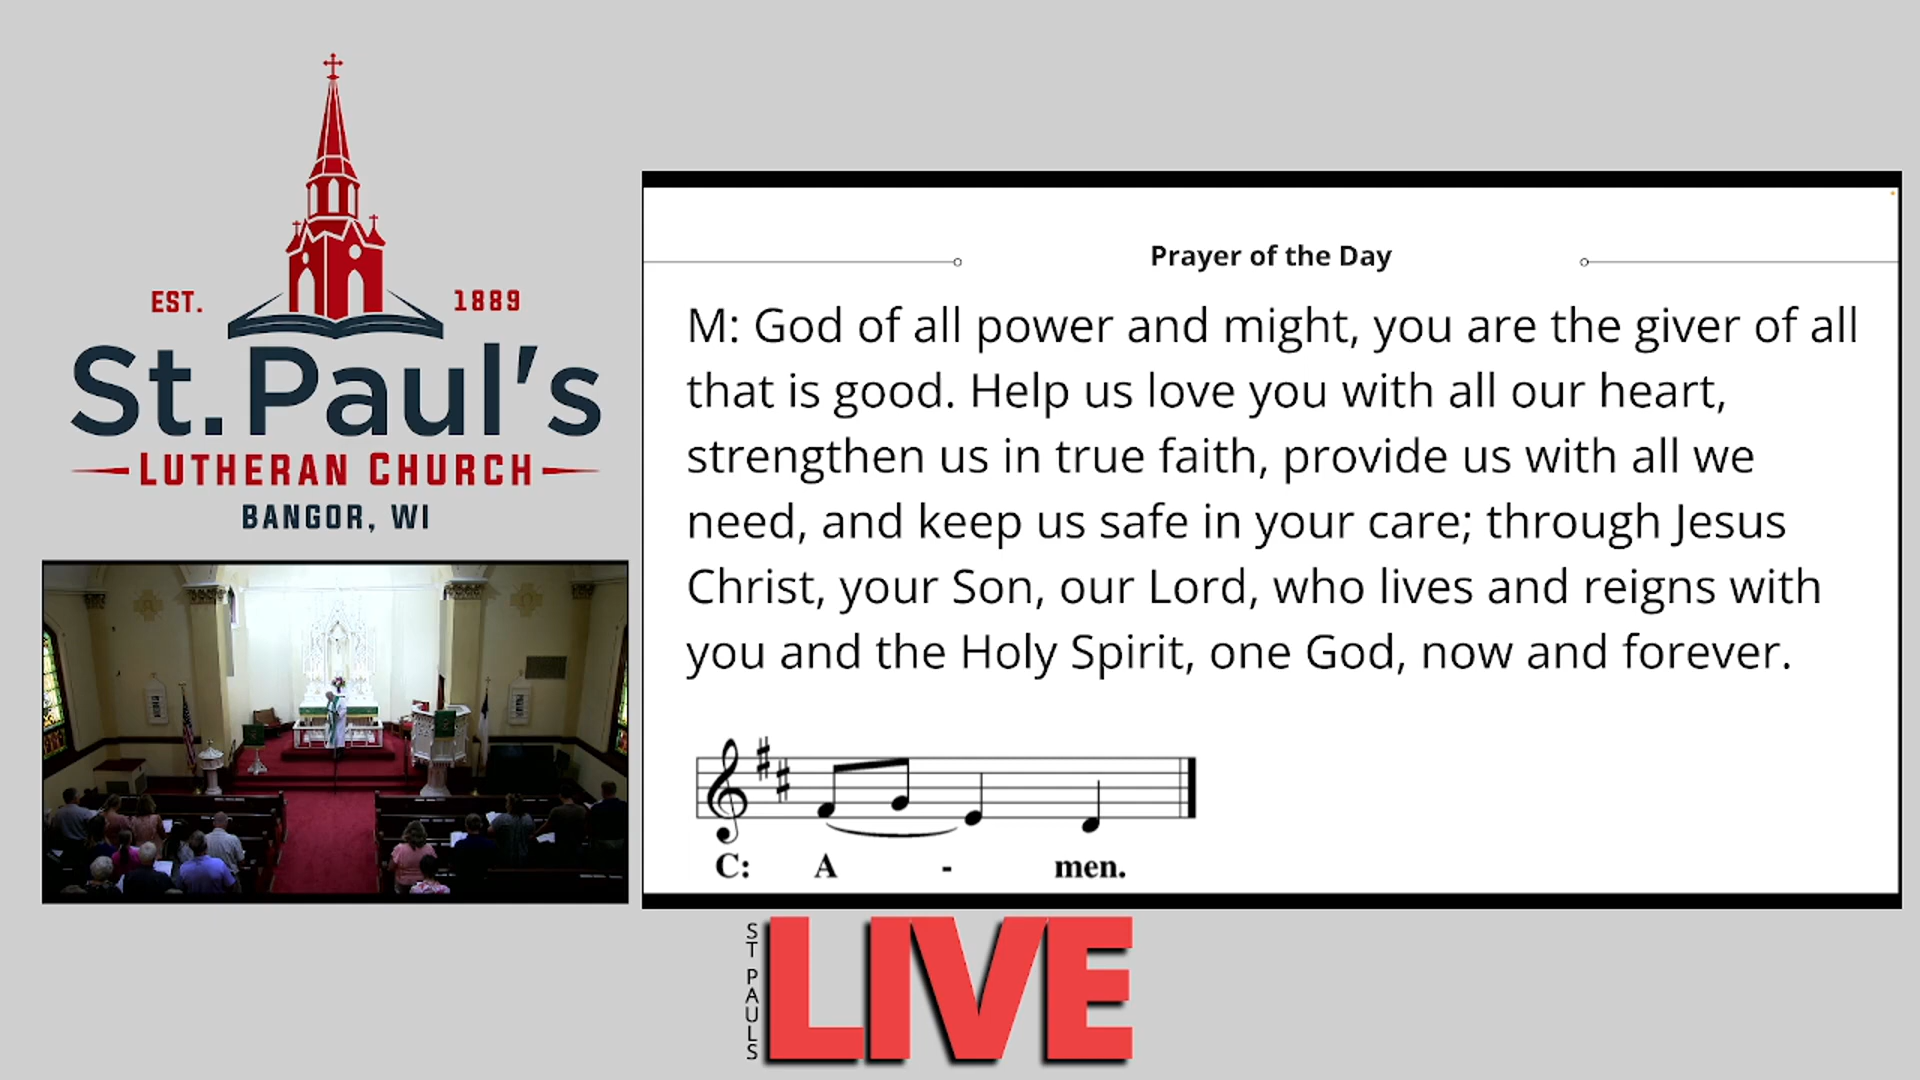 EST. 1889
St. Paul's
LUTHERAN CHURCH
BANGOR, WI
Prayer of the Day
M: God of all power and might, you are the giver of all
that is good. Help us love you with all our heart,
strengthen us in true faith, provide us with all we
need, and keep us safe in your care; through Jesus
Christ, your Son, our Lord, who lives and reigns with
you and the Holy Spirit, one God, now and forever.
C: A - men.
ST PAULS
LIVE